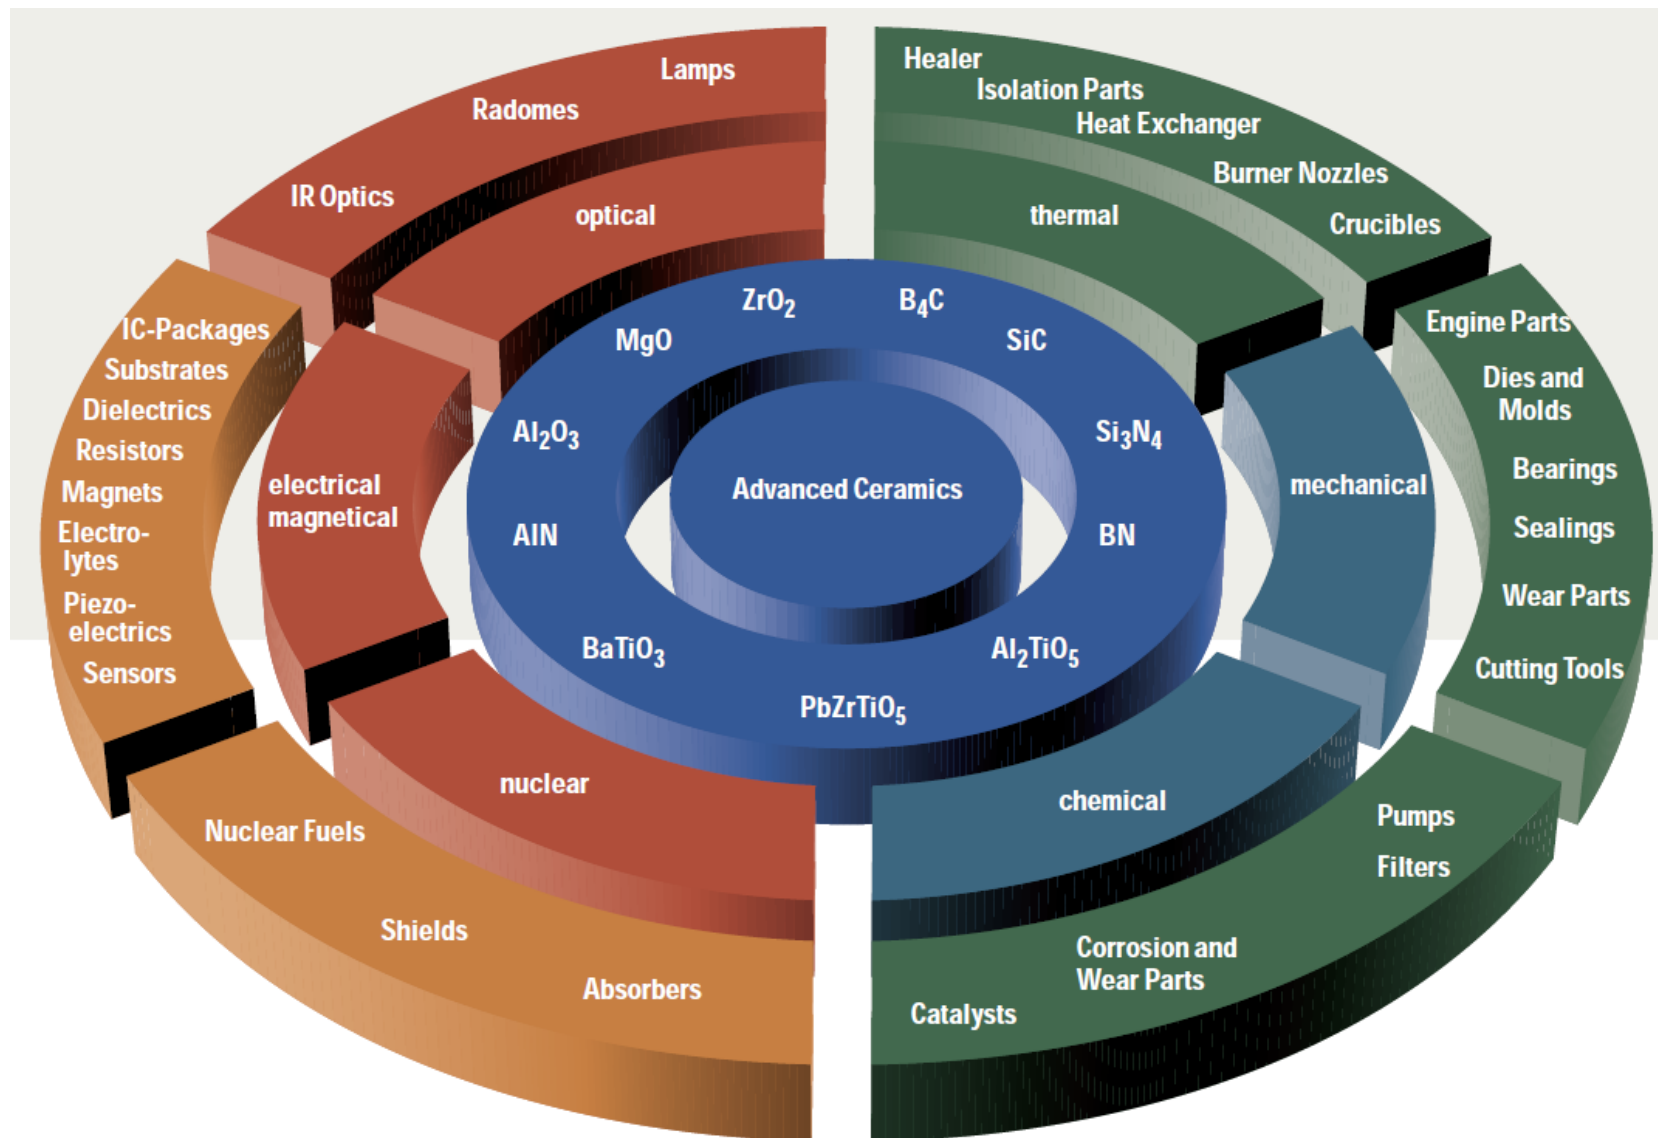 Lamps
Radomes
IR Optics
optical
Healer
Isolation Parts
Heat Exchanger
Burner Nozzles
Crucibles
thermal
IC-Packages
Substrates
Dielectrics
Resistors
Magnets
Electro-
lytes
Piezo-
electrics
Sensors
electrical
magnetical
ZrO₂
B₄C
MgO
SiC
Al₂O₃
Si₃N₄
Advanced Ceramics
AlN
BN
BaTiO₃
Al₂TiO₅
PbZrTiO₅
mechanical
Engine Parts
Dies and
Molds
Bearings
Sealings
Wear Parts
Cutting Tools
nuclear
Nuclear Fuels
Shields
Absorbers
chemical
Pumps
Filters
Corrosion and
Wear Parts
Catalysts